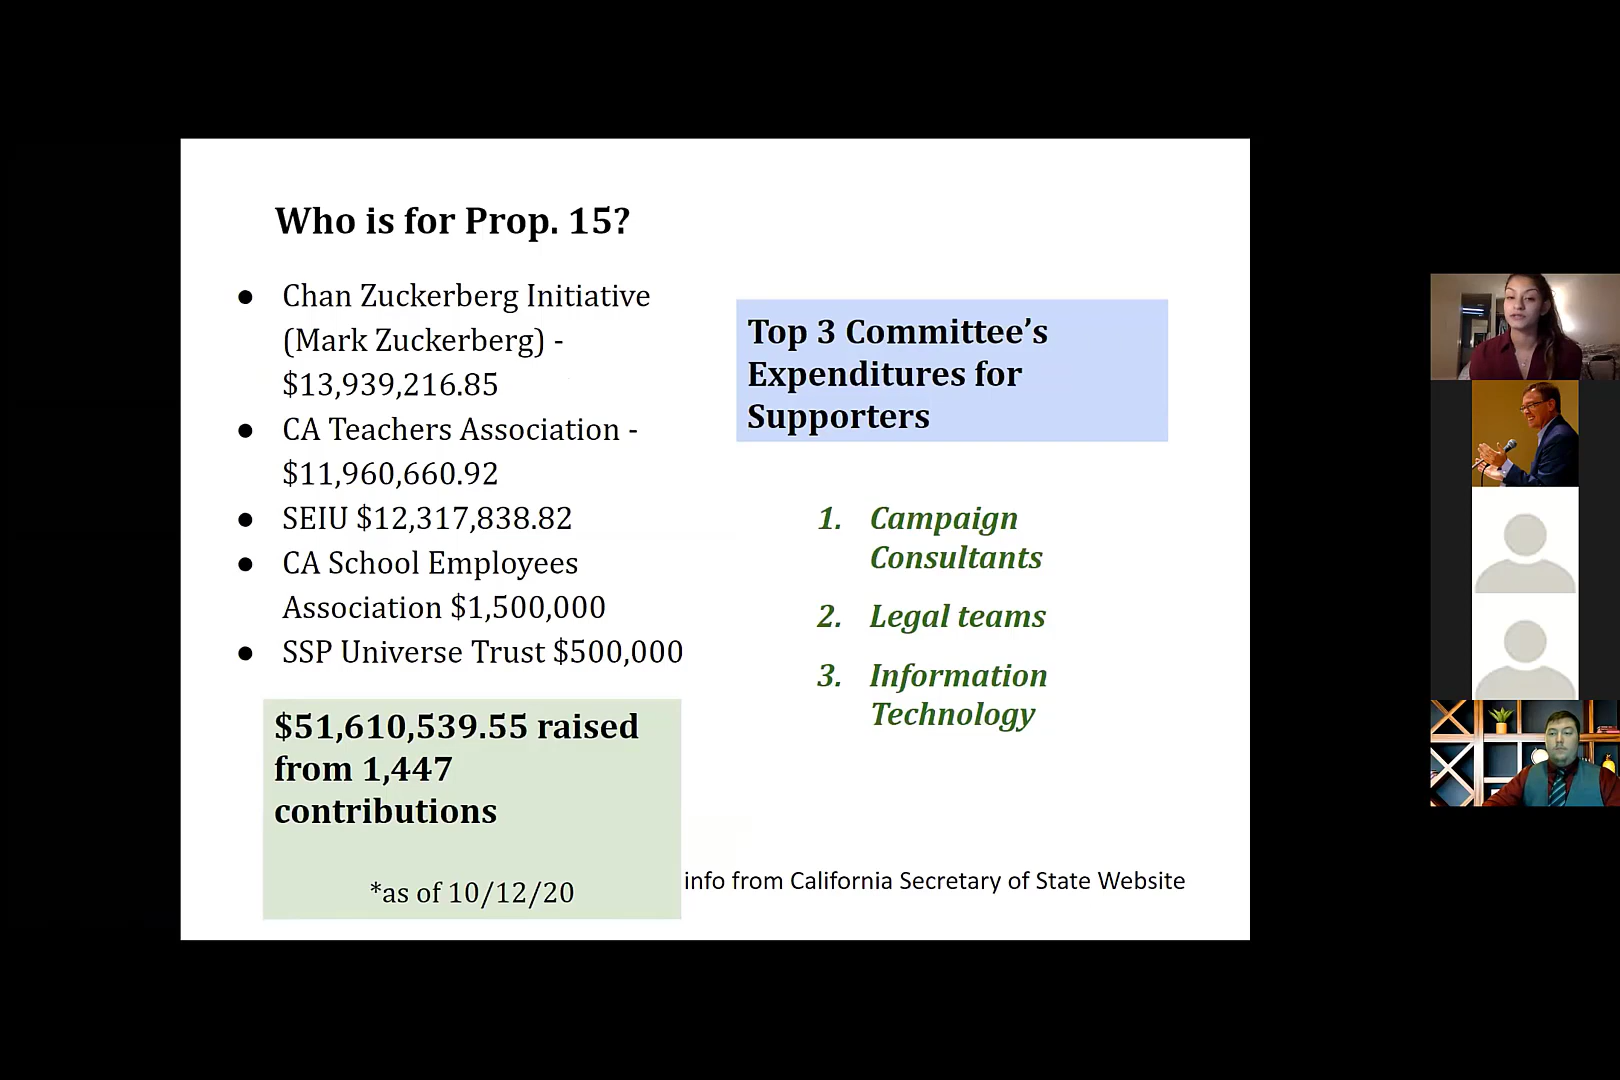 Who is for Prop. 15?
● Chan Zuckerberg Initiative
(Mark Zuckerberg) -
$13,939,216.85
● CA Teachers Association -
$11,960,660.92
● SEIU $12,317,838.82
● CA School Employees
Association $1,500,000
● SSP Universe Trust $500,000
$51,610,539.55 raised
from 1,447
contributions
*as of 10/12/20
Top 3 Committee’s
Expenditures for
Supporters
1. Campaign
Consultants
2. Legal teams
3. Information
Technology
info from California Secretary of State Website